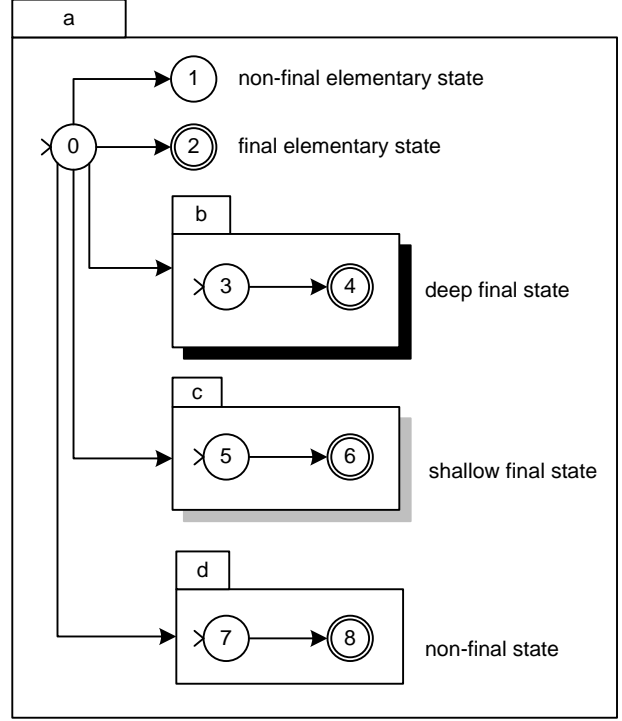 a
1 non-final elementary state
0 2 final elementary state
b
3 4 deep final state
c
5 6 shallow final state
d
7 8 non-final state